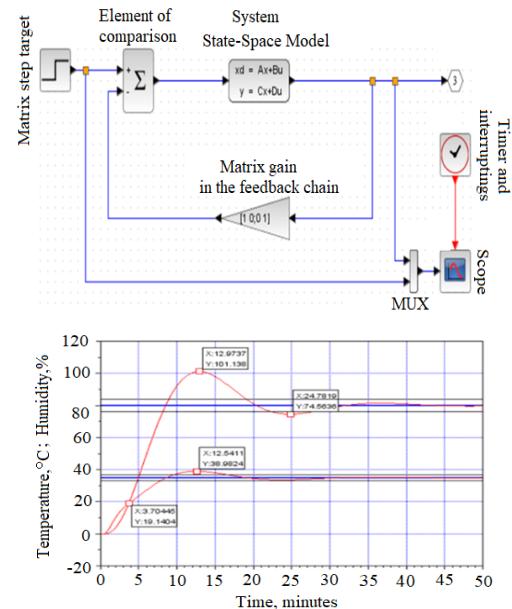 Matrix step target
Element of
comparison
System
State-Space Model
+
-
Σ
xd = Ax+Bu
y = Cx+Du
3
Timer and
interruptings
Matrix gain
in the feedback chain
[1 0;0 1]
Scope
MUX
Temperature,°C ; Humidity,%
120
100
80
60
40
20
0
-20
X:12.9737
Y:101.138
X:24.7819
Y:74.5636
X:12.5411
Y:38.9824
X:3.70445
Y:19.1404
0 5 10 15 20 25 30 35 40 45 50
Time, minutes